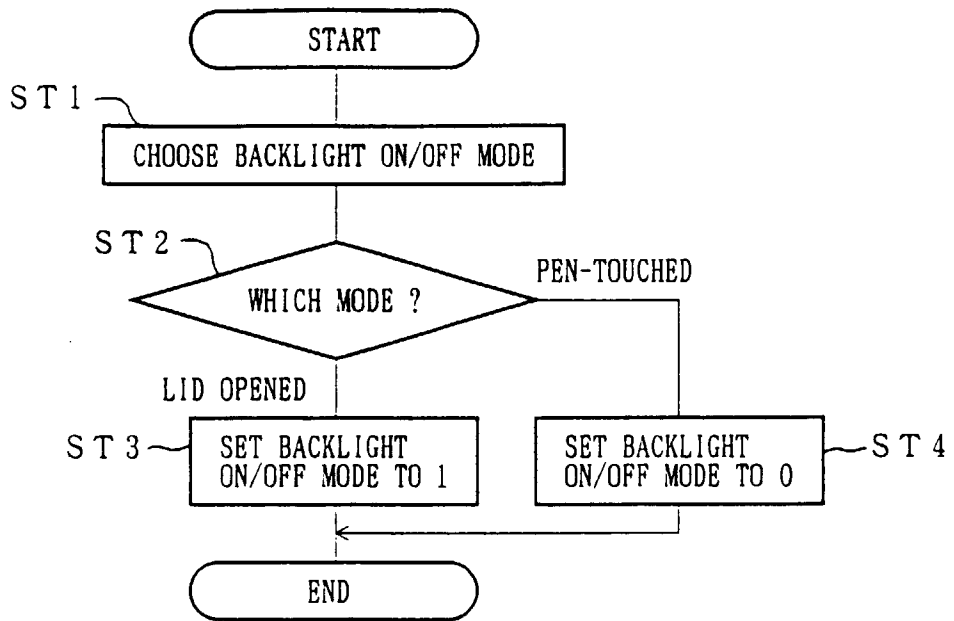 START
ST1
CHOOSE BACKLIGHT ON/OFF MODE
ST2
WHICH MODE ?
PEN-TOUCHED
LID OPENED
ST3
SET BACKLIGHT
ON/OFF MODE TO 1
SET BACKLIGHT
ON/OFF MODE TO 0
ST4
END